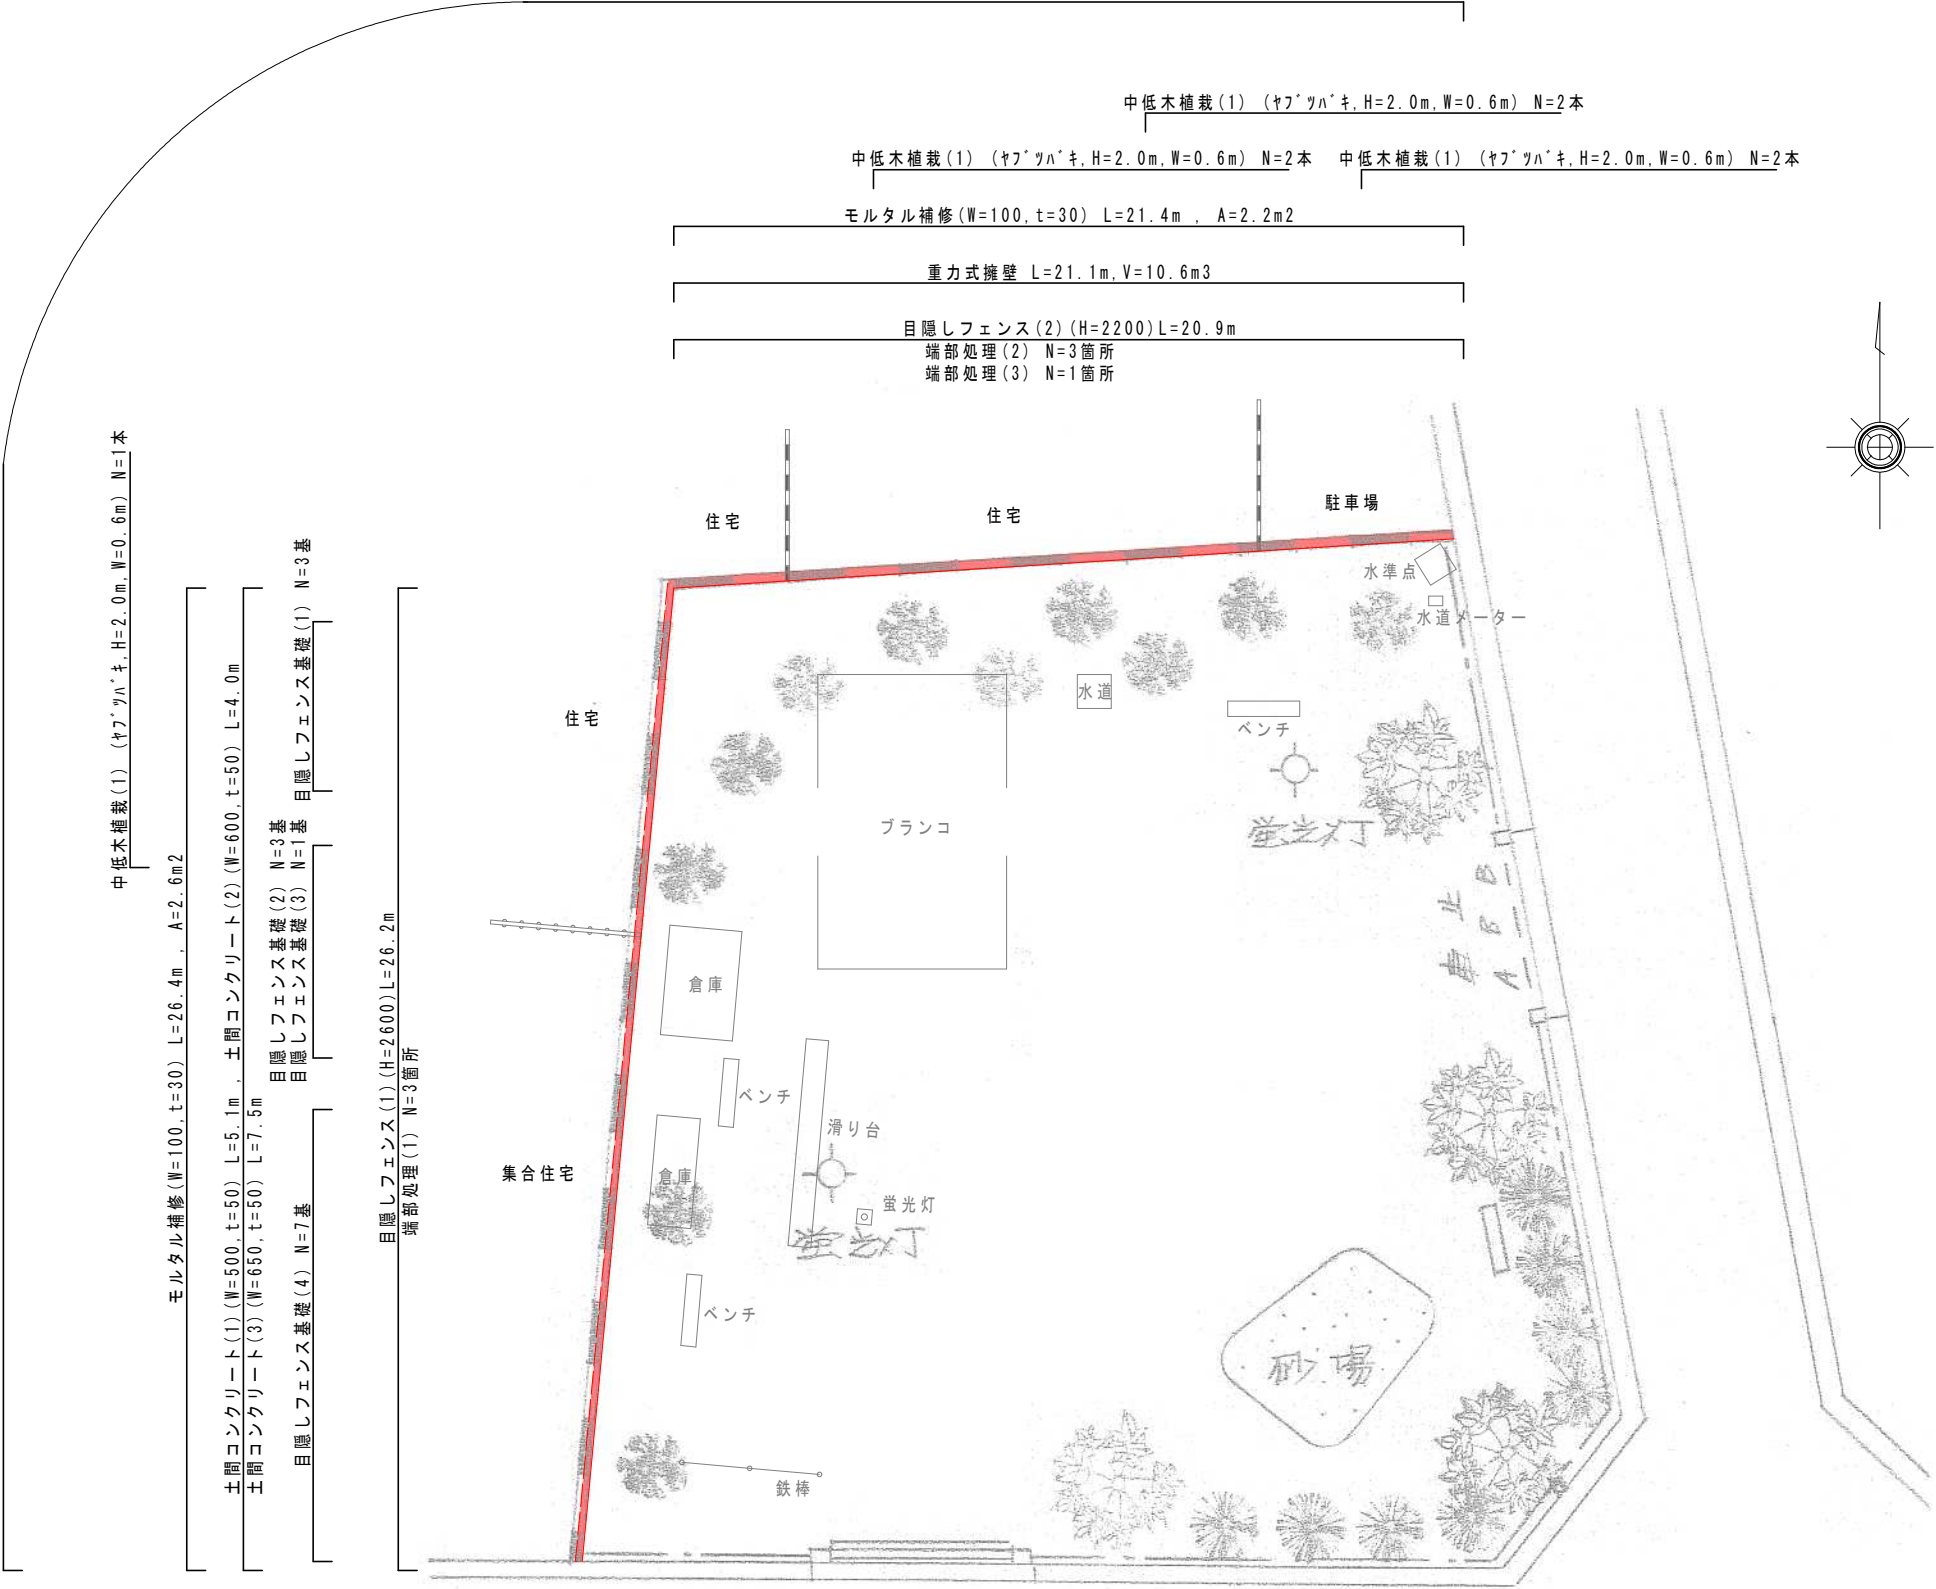 中低木植栽(1) (ﾔﾌﾞﾂﾊﾞｷ,H=2.0m,W=0.6m) N=2本
中低木植栽(1) (ﾔﾌﾞﾂﾊﾞｷ,H=2.0m,W=0.6m) N=2本
中低木植栽(1) (ﾔﾌﾞﾂﾊﾞｷ,H=2.0m,W=0.6m) N=2本
モルタル補修(W=100,t=30) L=21.4m , A=2.2m2
重力式擁壁 L=21.1m,V=10.6m3
目隠しフェンス(2)(H=2200)L=20.9m
端部処理(2) N=3箇所
端部処理(3) N=1箇所
中低木植栽(1) (ﾔﾌﾞﾂﾊﾞｷ,H=2.0m,W=0.6m) N=1本
モルタル補修(W=100,t=30) L=26.4m , A=2.6m2
土間コンクリート(1)(W=500,t=50) L=5.1m , 土間コンクリート(2)(W=600,t=50) L=4.0m
土間コンクリート(3)(W=650,t=50) L=7.5m
目隠しフェンス基礎(1) N=3基
目隠しフェンス基礎(2) N=3基
目隠しフェンス基礎(3) N=1基
目隠しフェンス基礎(4) N=7基
目隠しフェンス(1)(H=2600)L=26.2m
端部処理(1) N=3箇所
住宅
住宅
駐車場
水準点
水道メーター
住宅
水道
ベンチ
ブランコ
蛍光灯
車止
B
B
A
倉庫
ベンチ
滑り台
集合住宅
倉庫
蛍光灯
蛍光灯
ベンチ
砂場
鉄棒